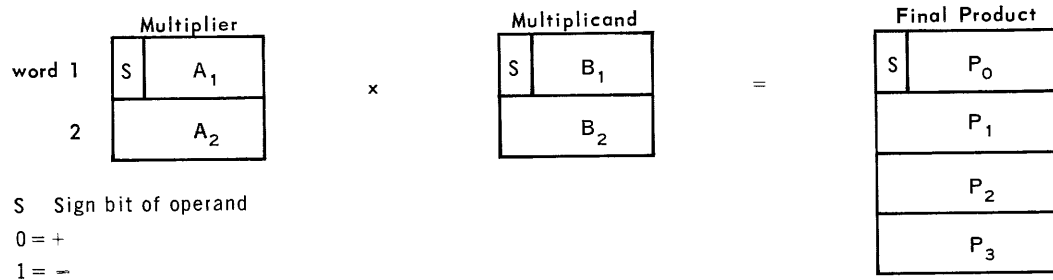 Multiplier
Multiplicand
Final Product
word 1
S A₁
x
S B₁
=
S P₀
2
A₂
B₂
P₁
P₂
P₃
S Sign bit of operand
0 = +
1 = -